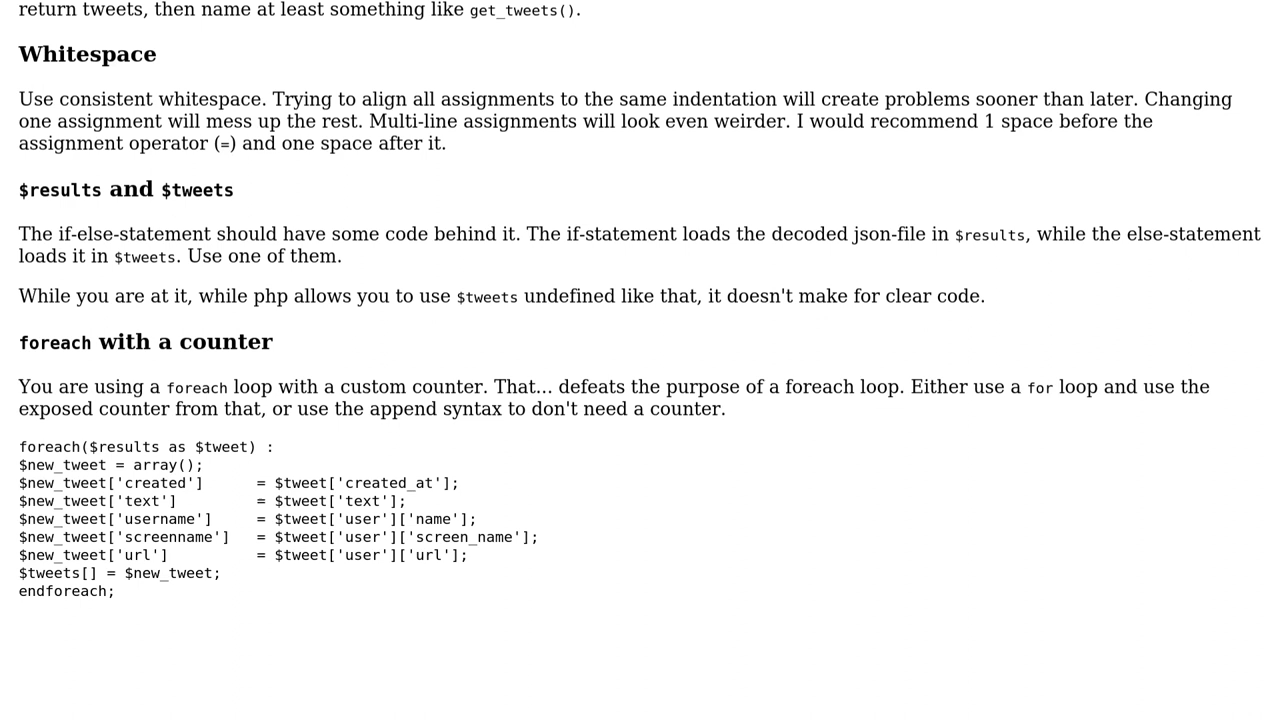 return tweets, then name at least something like get_tweets().
Whitespace
Use consistent whitespace. Trying to align all assignments to the same indentation will create problems sooner than later. Changing
one assignment will mess up the rest. Multi-line assignments will look even weirder. I would recommend 1 space before the
assignment operator (=) and one space after it.
$results and $tweets
The if-else-statement should have some code behind it. The if-statement loads the decoded json-file in $results, while the else-statement
loads it in $tweets. Use one of them.
While you are at it, while php allows you to use $tweets undefined like that, it doesn't make for clear code.
foreach with a counter
You are using a foreach loop with a custom counter. That... defeats the purpose of a foreach loop. Either use a for loop and use the
exposed counter from that, or use the append syntax to don't need a counter.
foreach($results as $tweet) :
$new_tweet = array();
$new_tweet['created']      = $tweet['created_at'];
$new_tweet['text']         = $tweet['text'];
$new_tweet['username']     = $tweet['user']['name'];
$new_tweet['screenname']   = $tweet['user']['screen_name'];
$new_tweet['url']          = $tweet['user']['url'];
$tweets[] = $new_tweet;
endforeach;